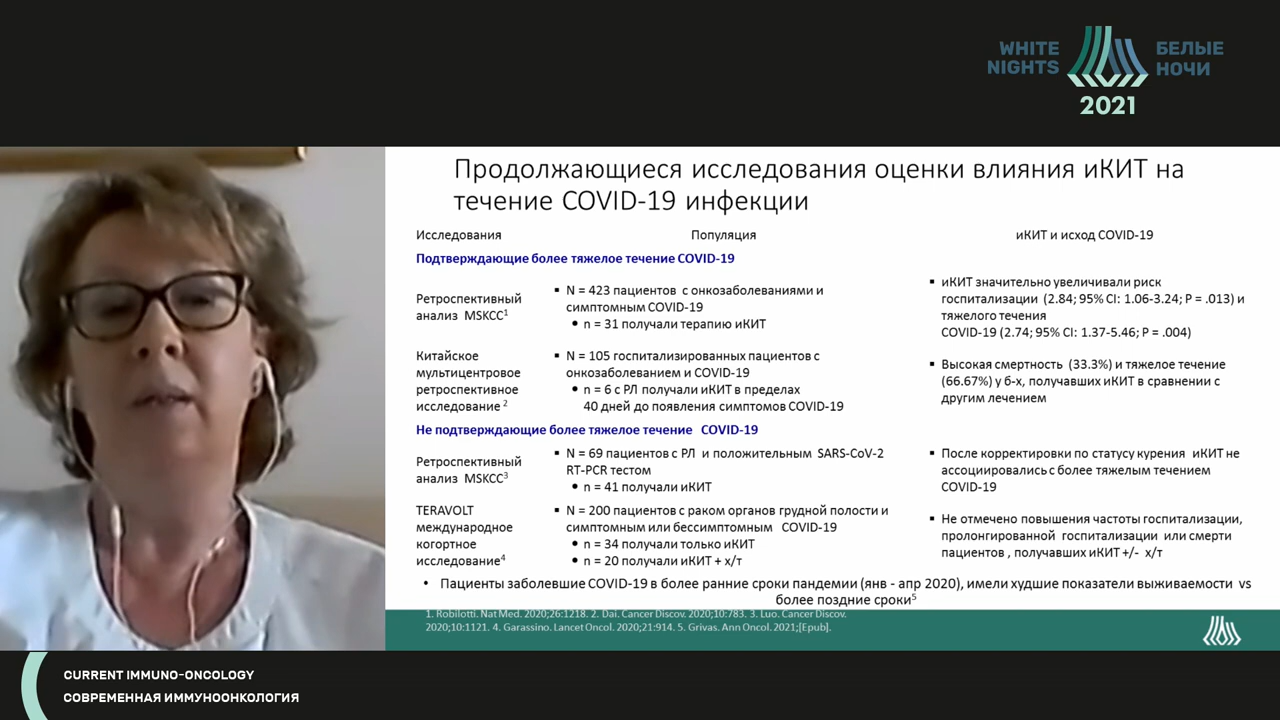 WHITE
NIGHTS
БЕЛЫЕ
НОЧИ
2021
Продолжающиеся исследования оценки влияния иКИТ на
течение COVID-19 инфекции
Исследования
Популяция
иКИТ и исход COVID-19
Подтверждающие более тяжелое течение COVID-19
Ретроспективный
анализ MSKCC1
▪ N = 423 пациентов с онкозаболеваниями и
симптомным COVID-19
• n = 31 получали терапию иКИТ
▪ иКИТ значительно увеличивали риск
госпитализации (2.84; 95% CI: 1.06-3.24; P = .013) и
тяжелого течения
COVID-19 (2.74; 95% CI: 1.37-5.46; P = .004)
Китайское
мультицентровое
ретроспективное
исследование 2
▪ N = 105 госпитализированных пациентов с
онкозаболеванием и COVID-19
• n = 6 с РЛ получали иКИТ в пределах
40 дней до появления симптомов COVID-19
▪ Высокая смертность (33.3%) и тяжелое течение
(66.67%) у б-х, получавших иКИТ в сравнении с
другим лечением
Не подтверждающие более тяжелое течение COVID-19
Ретроспективный
анализ MSKCC3
▪ N = 69 пациентов с РЛ и положительным SARS-CoV-2
RT-PCR тестом
• n = 41 получали иКИТ
▪ После корректировки по статусу курения иКИТ не
ассоциировались с более тяжелым течением
COVID-19
TERAVOLT
международное
когортное
исследование4
▪ N = 200 пациентов с раком органов грудной полости и
симптомным или бессимптомным COVID-19
• n = 34 получали только иКИТ
• n = 20 получали иКИТ + х/т
▪ Не отмечено повышения частоты госпитализации,
пролонгированной госпитализации или смерти
пациентов , получавших иКИТ +/- х/т
• Пациенты заболевшие COVID-19 в более ранние сроки пандемии (янв - апр 2020), имели худшие показатели выживаемости vs
более поздние сроки5
1. Robilotti. Nat Med. 2020;26:1218. 2. Dai. Cancer Discov. 2020;10:783. 3. Luo. Cancer Discov.
2020;10:1121. 4. Garassino. Lancet Oncol. 2020;21:914. 5. Grivas. Ann Oncol. 2021;[Epub].
CURRENT IMMUNO-ONCOLOGY
СОВРЕМЕННАЯ ИММУНООНКОЛОГИЯ